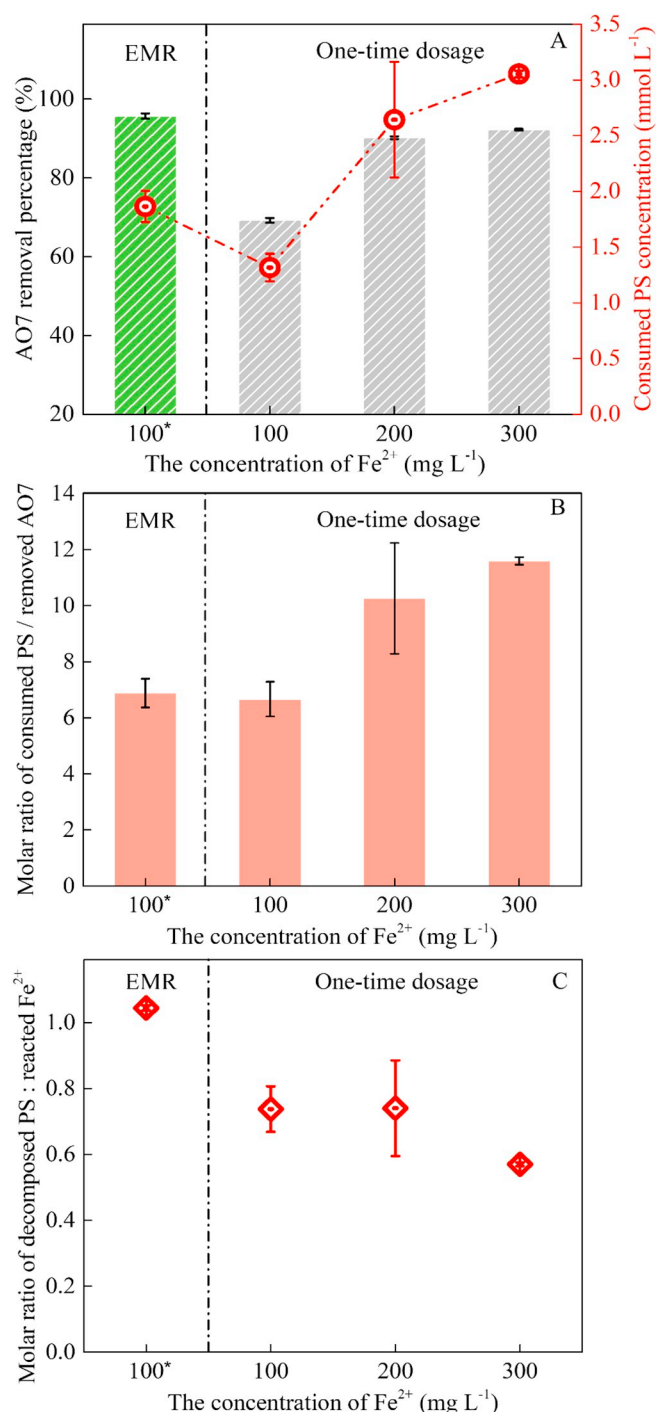 EMR
One-time dosage
A
AO7 removal percentage (%)
100
80
60
40
20
3.5
3.0
2.5
2.0
1.5
1.0
0.5
0.0
Consumed PS concentration (mmol L⁻¹)
100* 100 200 300
The concentration of Fe²⁺ (mg L⁻¹)
EMR
One-time dosage
B
Molar ratio of consumed PS / removed AO7
14
12
10
8
6
4
2
0
100* 100 200 300
The concentration of Fe²⁺ (mg L⁻¹)
EMR
One-time dosage
C
Molar ratio of decomposed PS : reacted Fe²⁺
1.0
0.8
0.6
0.4
0.2
0.0
100* 100 200 300
The concentration of Fe²⁺ (mg L⁻¹)